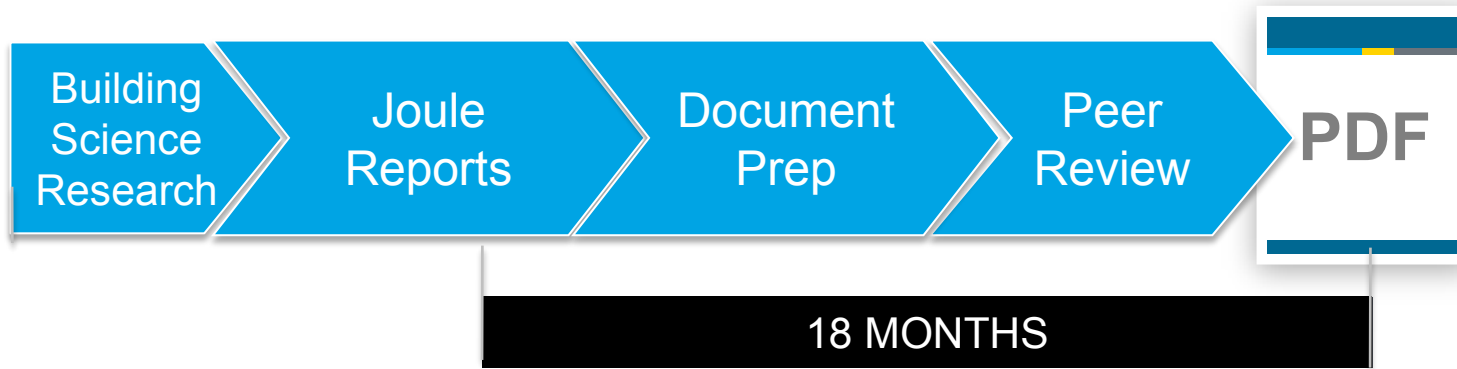 Building
Science
Research
Joule
Reports
Document
Prep
Peer
Review
PDF
18 MONTHS